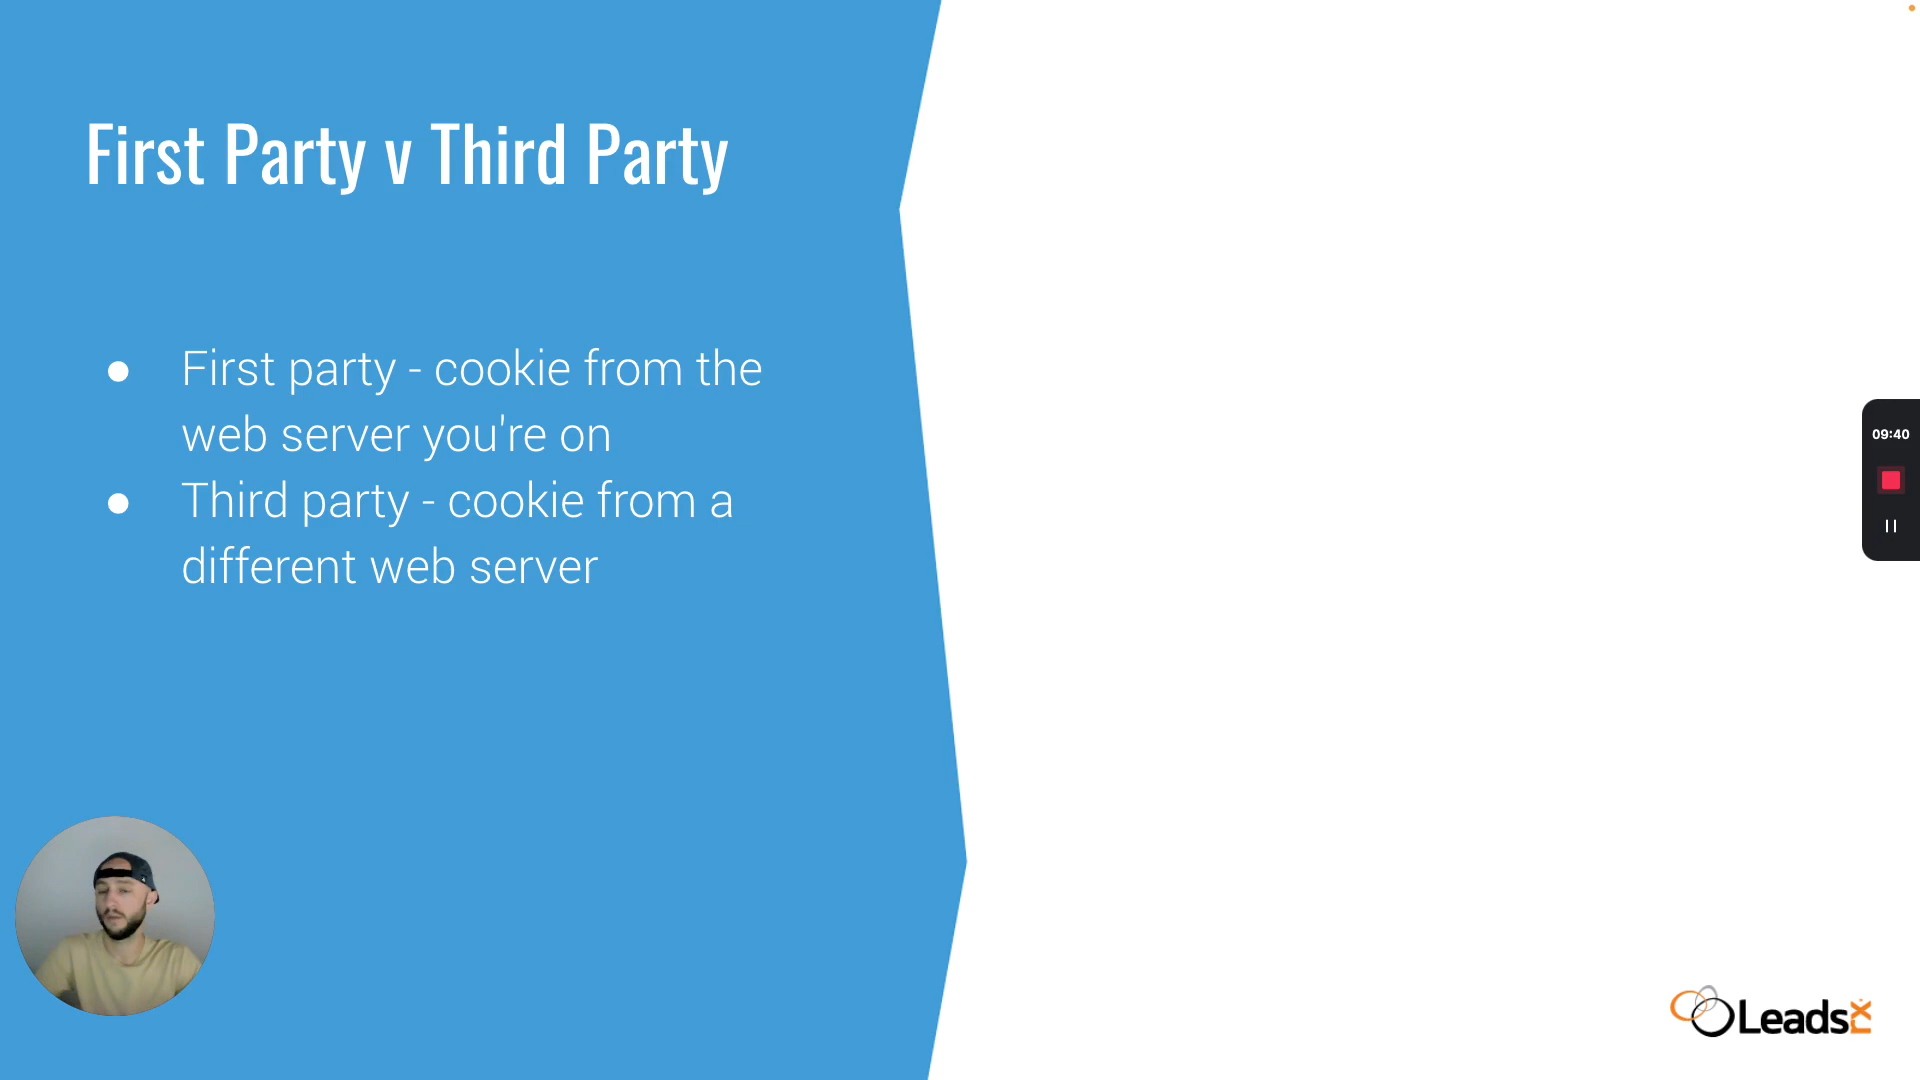 First Party v Third Party
● First party - cookie from the
web server you're on
● Third party - cookie from a
different web server
09:40
LeadsRx